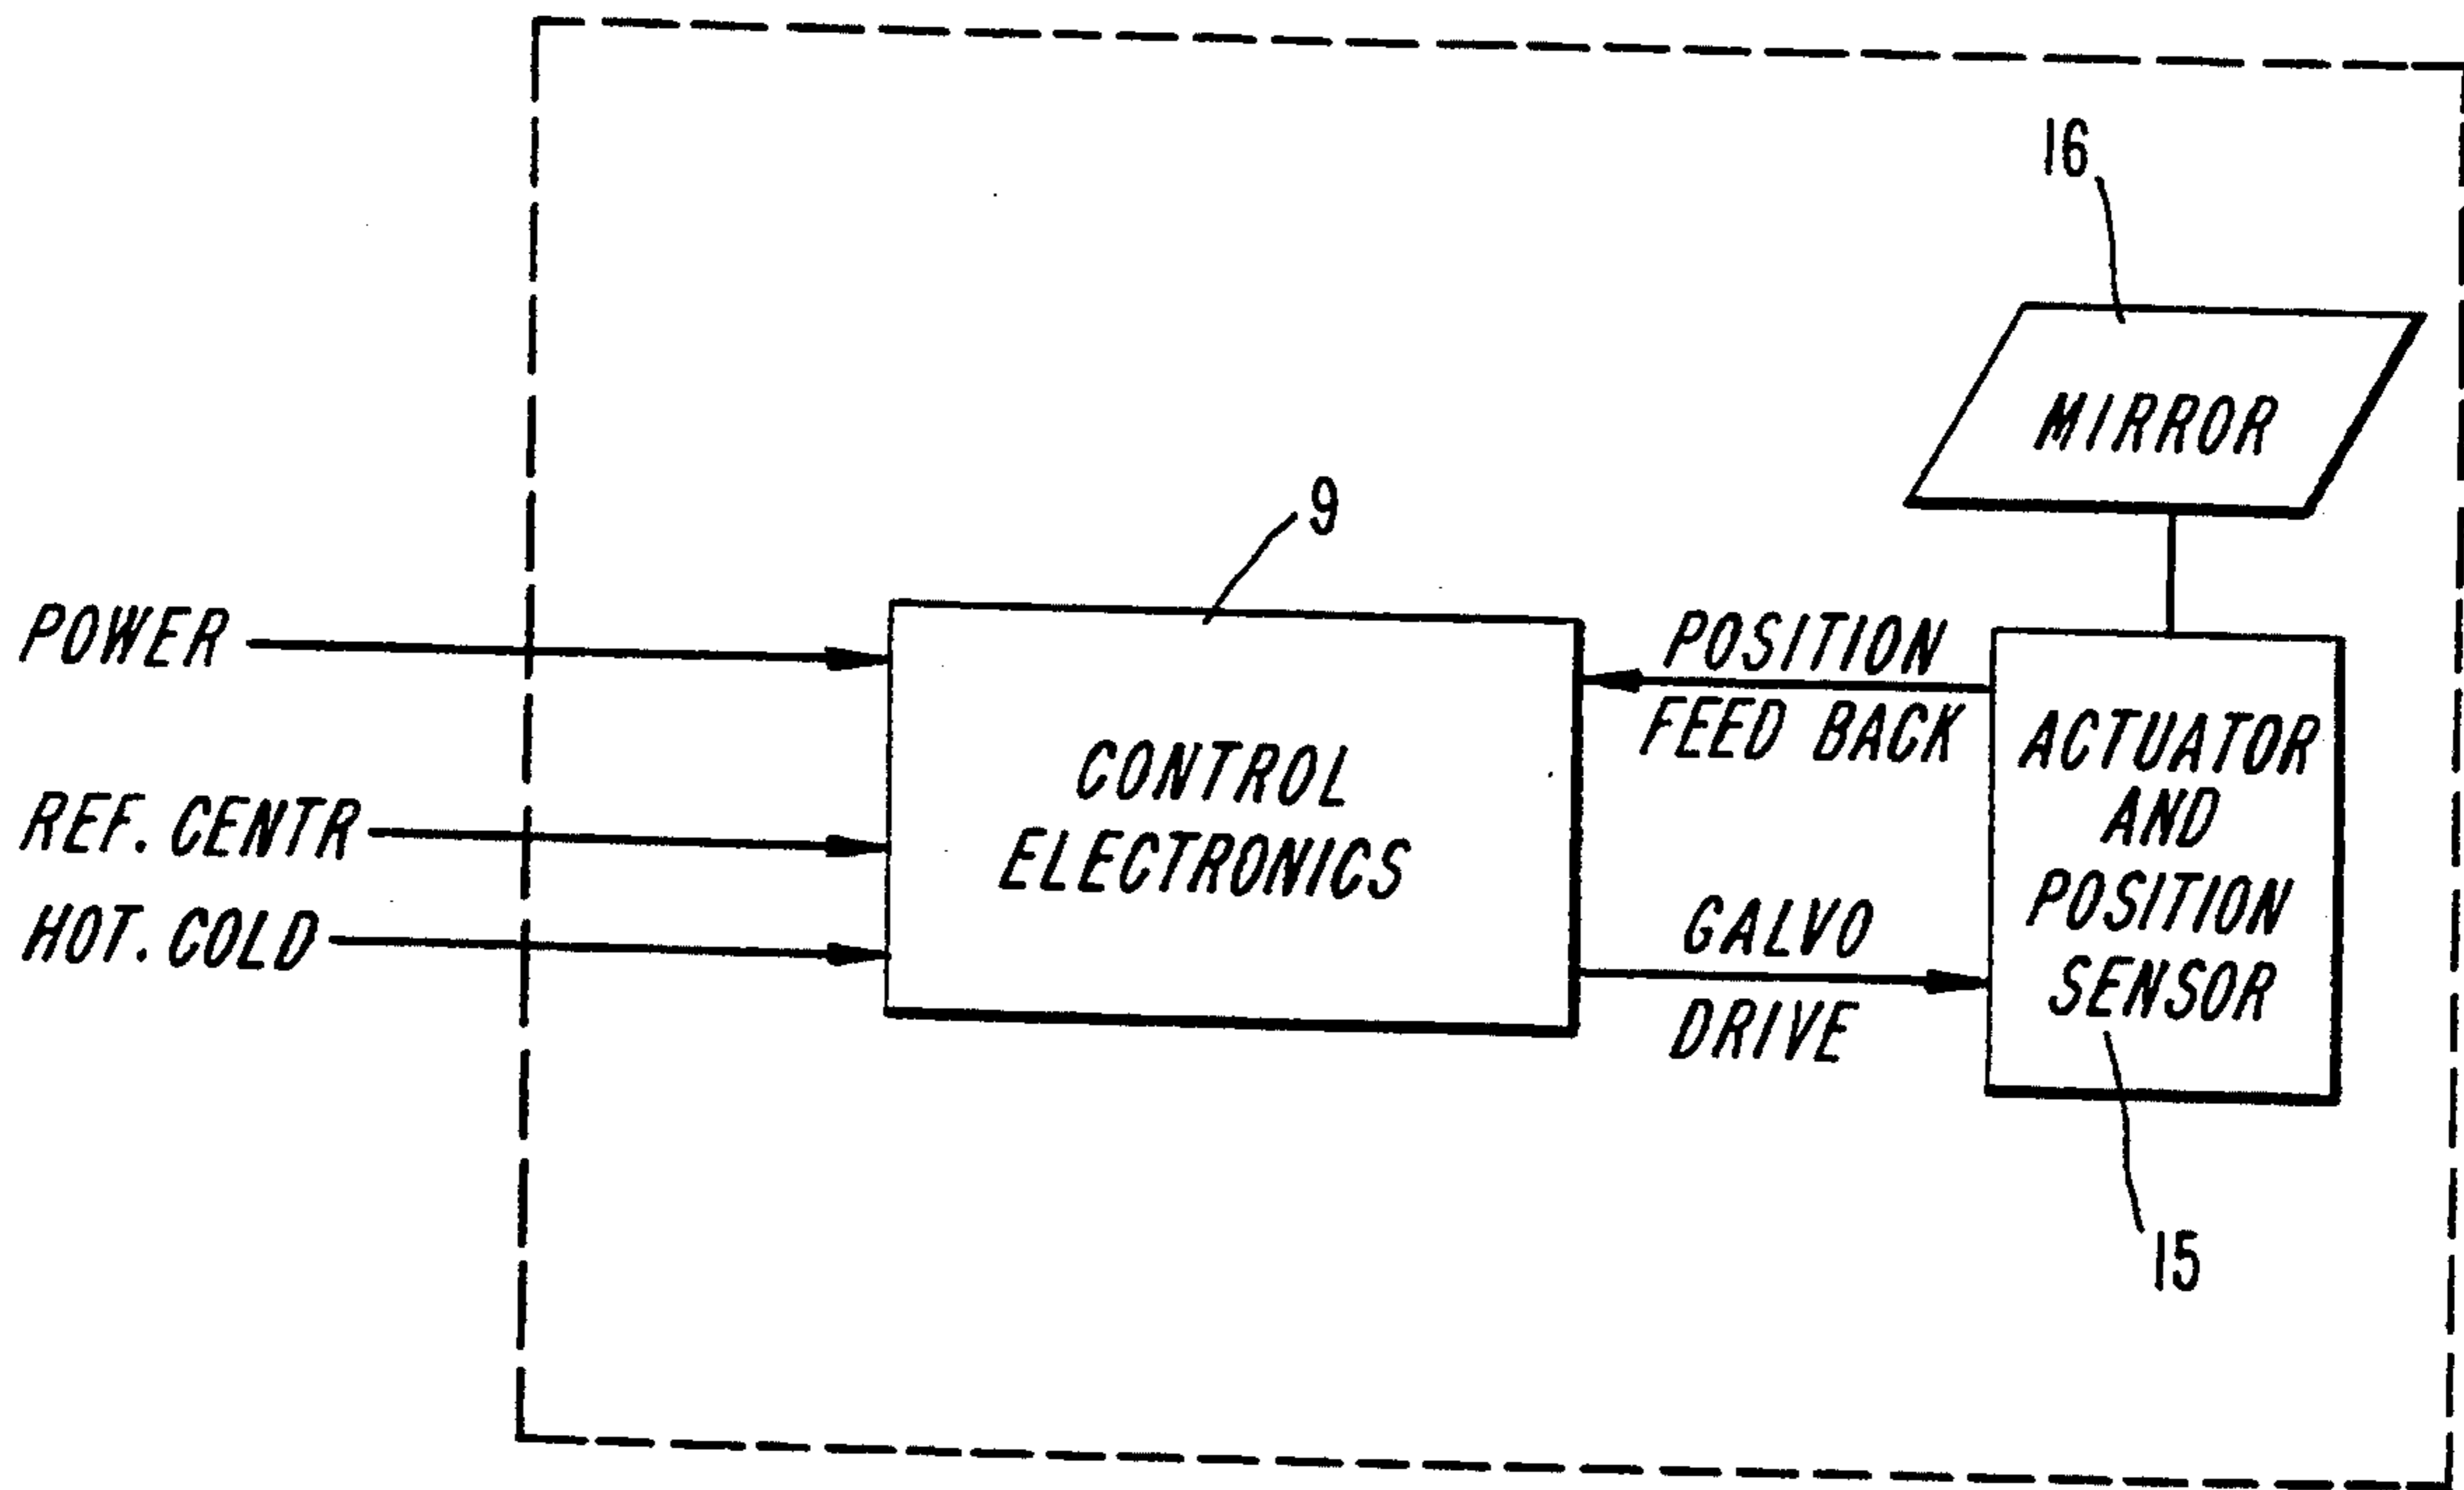 16
MIRROR
9
POWER
REF. CENTR
HOT. COLD
CONTROL
ELECTRONICS
POSITION
FEED BACK
GALVO
DRIVE
ACTUATOR
AND
POSITION
SENSOR
15